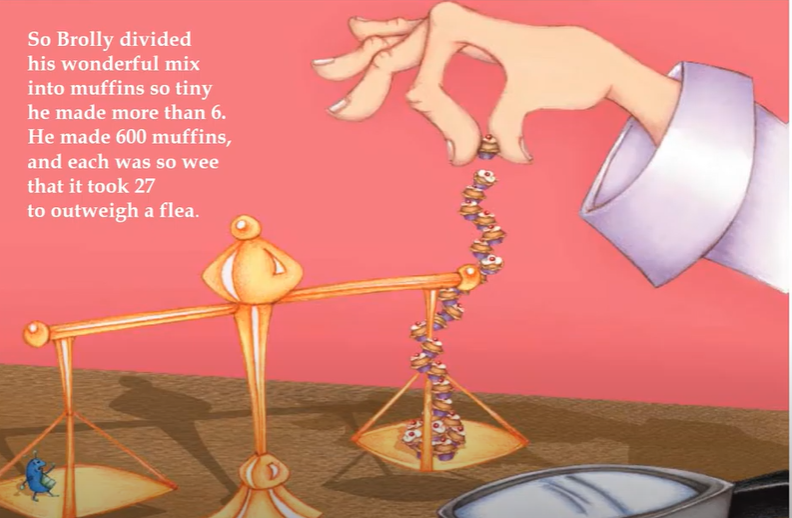 So Brolly divided
his wonderful mix
into muffins so tiny
he made more than 6.
He made 600 muffins,
and each was so wee
that it took 27
to outweigh a flea.